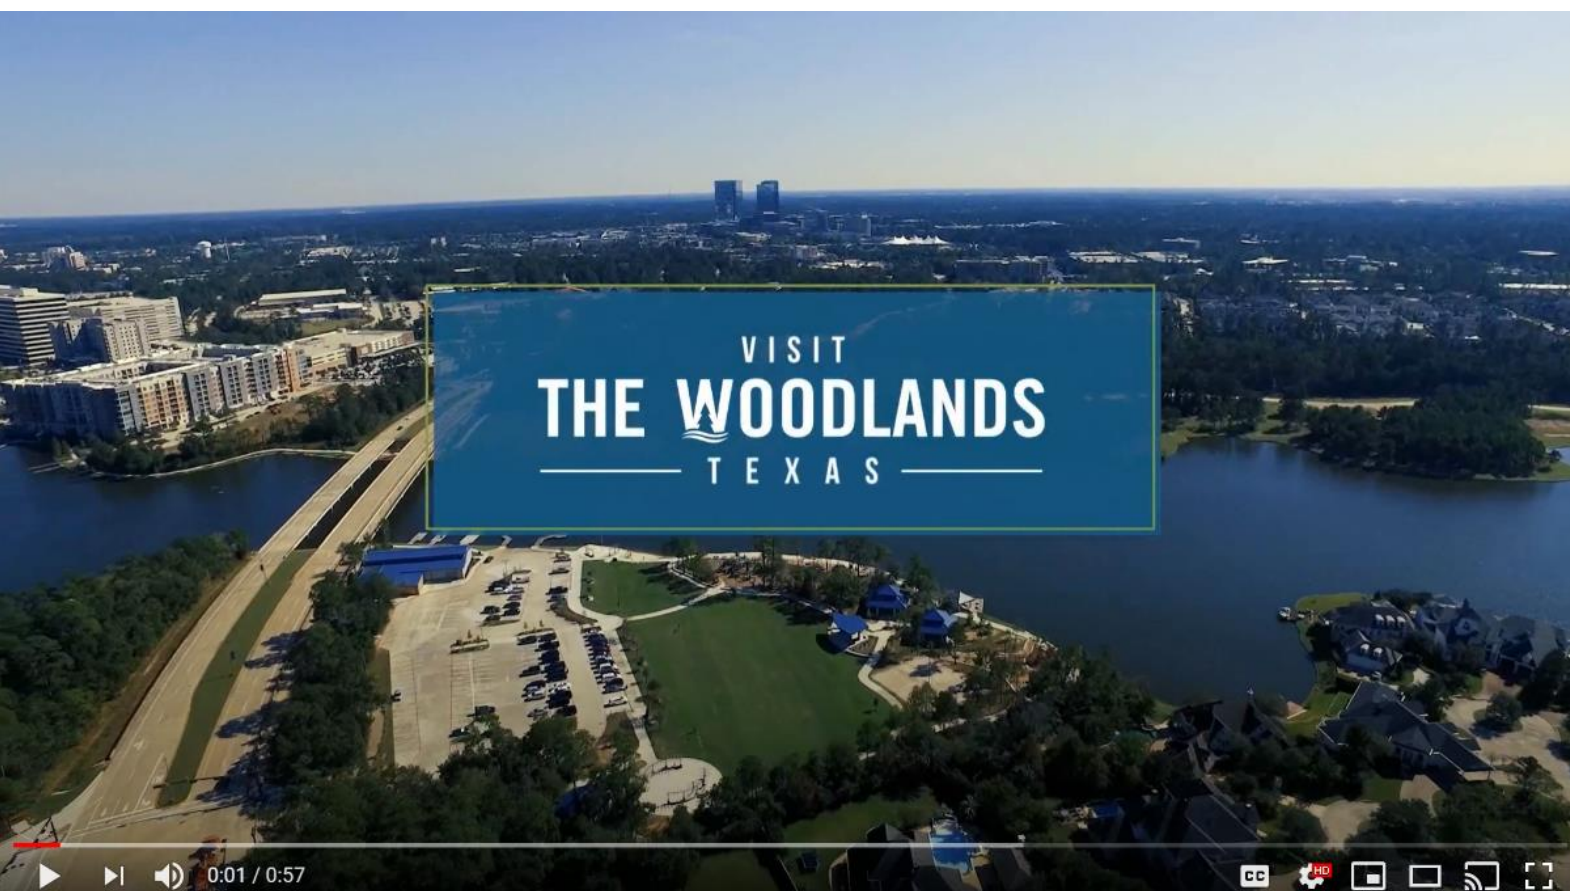 VISIT
THE WOODLANDS
TEXAS
0:01 / 0:57
CC
HD